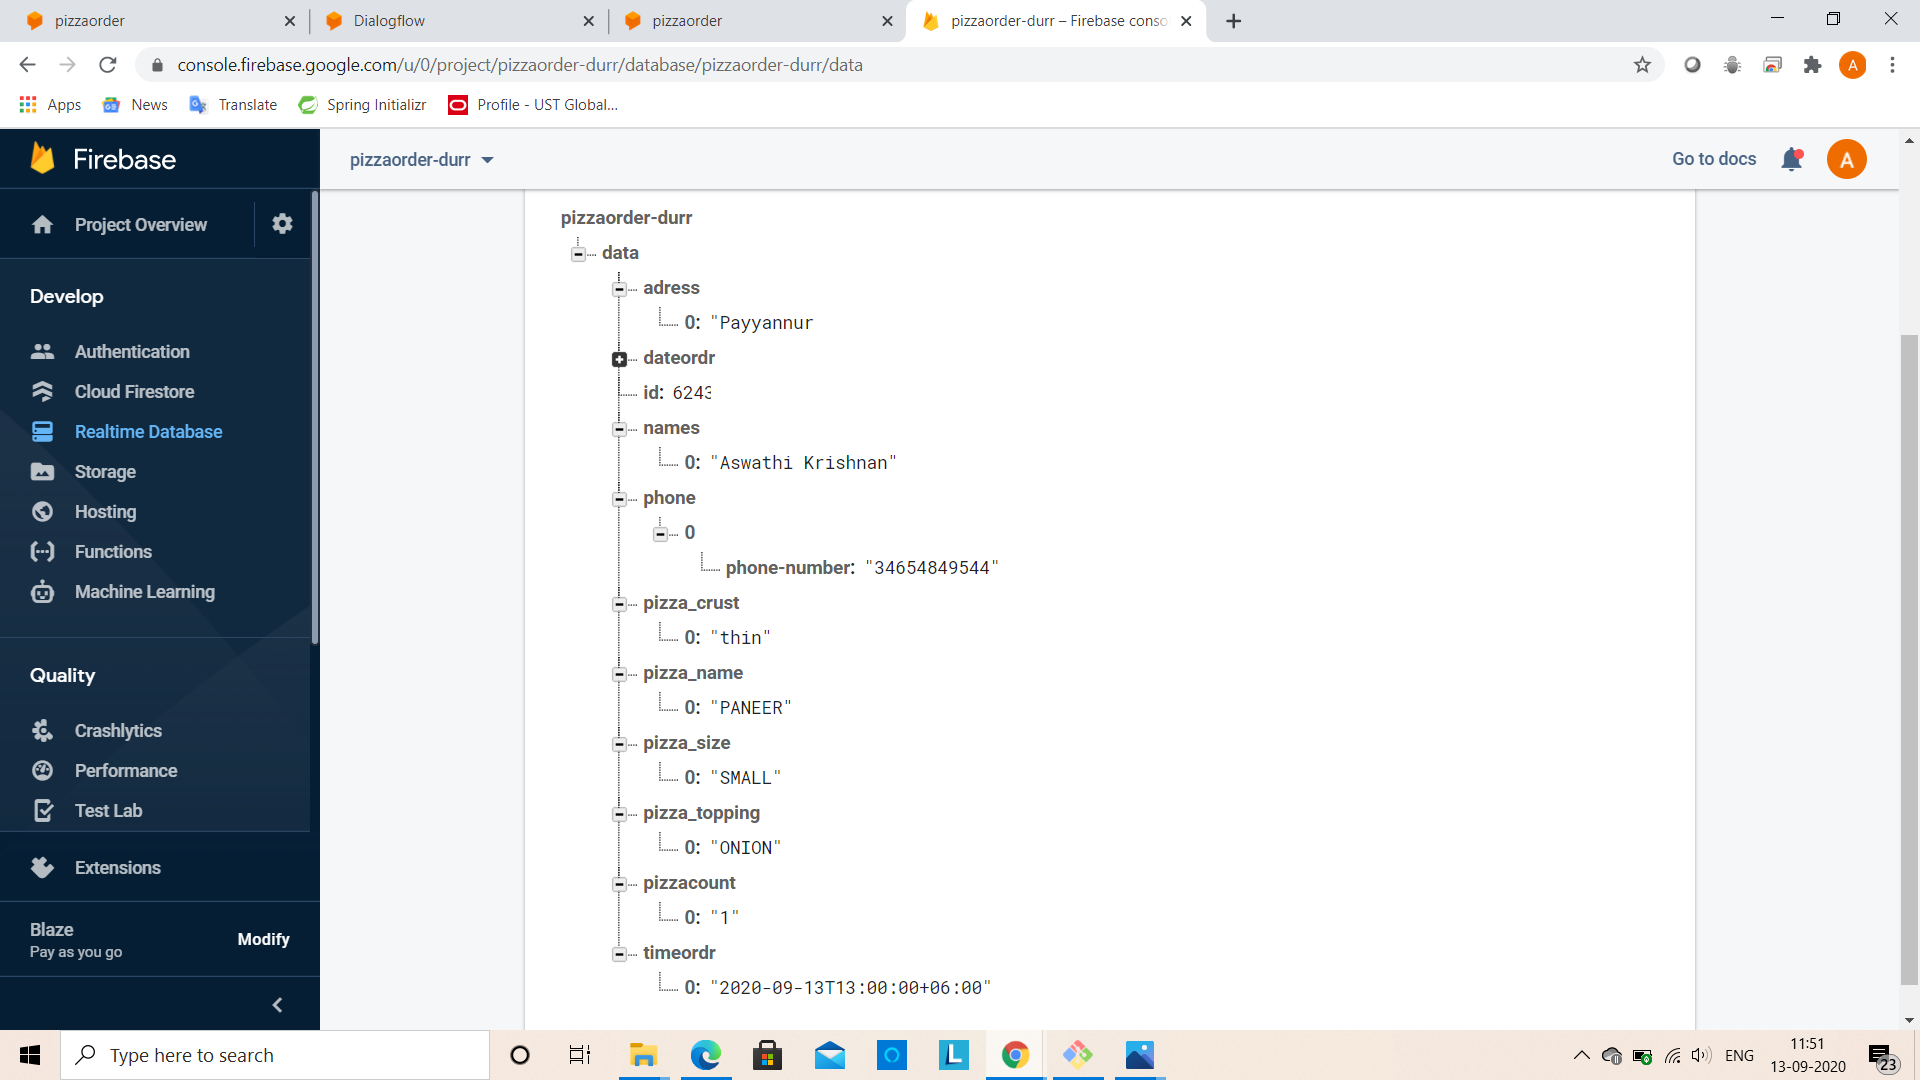 pizzaorder
Dialogflow
pizzaorder
pizzaorder-durr – Firebase conso
console.firebase.google.com/u/0/project/pizzaorder-durr/database/pizzaorder-durr/data
A
Apps
News
Translate
Spring Initializr
Profile - UST Global...
Firebase
pizzaorder-durr
Go to docs
A
Project Overview
Develop
Authentication
Cloud Firestore
Realtime Database
Storage
Hosting
Functions
Machine Learning
Quality
Crashlytics
Performance
Test Lab
Extensions
Blaze
Pay as you go
Modify
pizzaorder-durr
data
adress
0: "Payyannur
dateordr
id: 6243
names
0: "Aswathi Krishnan"
phone
0
phone-number: "34654849544"
pizza_crust
0: "thin"
pizza_name
0: "PANEER"
pizza_size
0: "SMALL"
pizza_topping
0: "ONION"
pizzacount
0: "1"
timeordr
0: "2020-09-13T13:00:00+06:00"
Type here to search
L
ENG
11:51
13-09-2020
23